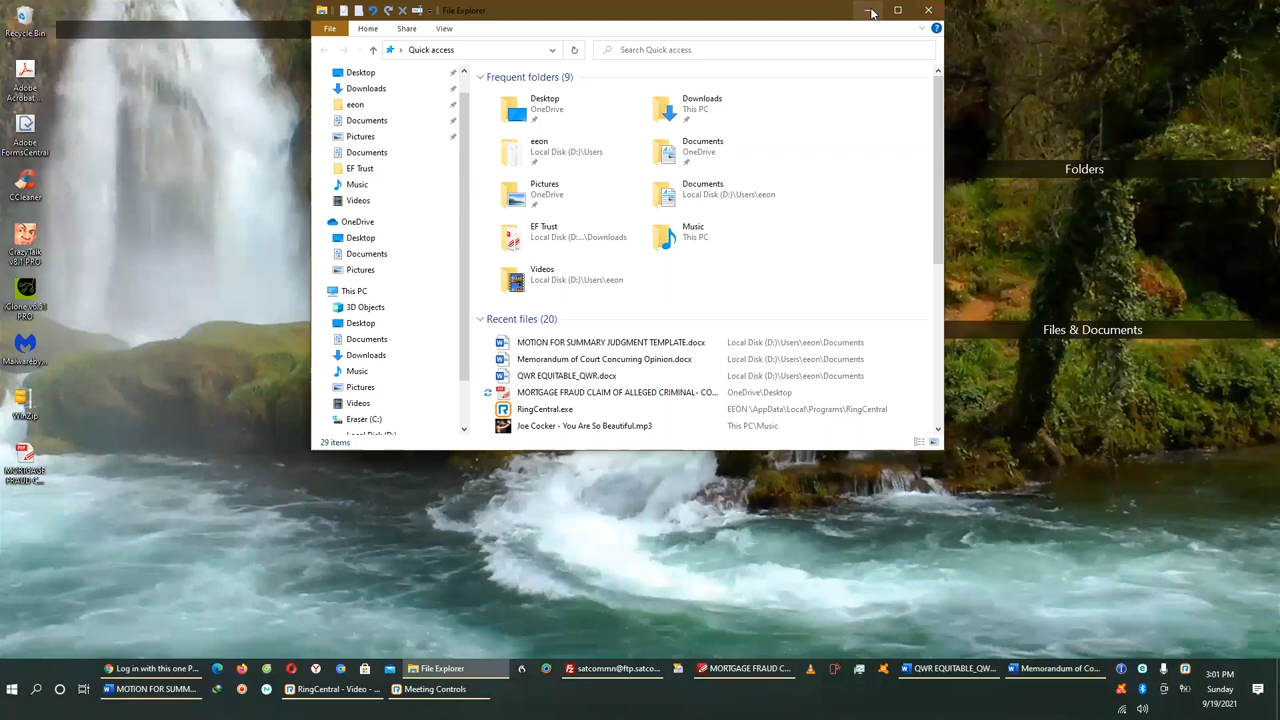 File Explorer
File
Home
Share
View
Quick access
Search Quick access
Desktop
Downloads
eeon
Documents
Pictures
Documents
EF Trust
Music
Videos
OneDrive
Desktop
Documents
Pictures
This PC
3D Objects
Desktop
Documents
Downloads
Music
Pictures
Videos
Eraser (C:)
29 items
Frequent folders (9)
Desktop
OneDrive
Downloads
This PC
eeon
Local Disk (D:)\Users
Documents
OneDrive
Pictures
OneDrive
Documents
Local Disk (D:)\Users\eeon
EF Trust
Local Disk (D:...\Downloads
Music
This PC
Videos
Local Disk (D:)\Users\eeon
Recent files (20)
MOTION FOR SUMMARY JUDGMENT TEMPLATE.docx Local Disk (D:)\Users\eeon\Documents
Memorandum of Court Concurring Opinion.docx Local Disk (D:)\Users\eeon\Documents
QWR EQUITABLE_QWR.docx Local Disk (D:)\Users\eeon\Documents
MORTGAGE FRAUD CLAIM OF ALLEGED CRIMINAL- CO... OneDrive\Desktop
RingCentral.exe EEON \AppData\Local\Programs\RingCentral
Joe Cocker - You Are So Beautiful.mp3 This PC\Music
Recycle Bin
Adobe
Acrobat ...
Adobe
FormsCentral
CCleaner
CrazyTalk
v8.1 PRO
iClone v6.51
PRO
Malwareby...
WinZip
MORTGAGE
FRAUD C...
Folders
Files & Documents
Log in with this one P...
File Explorer
satcommn@ftp.satco...
MORTGAGE FRAUD C...
QWR EQUITABLE_QW...
Memorandum of Co...
MOTION FOR SUMM...
RingCentral - Video - ...
Meeting Controls
3:01 PM
Sunday
9/19/2021